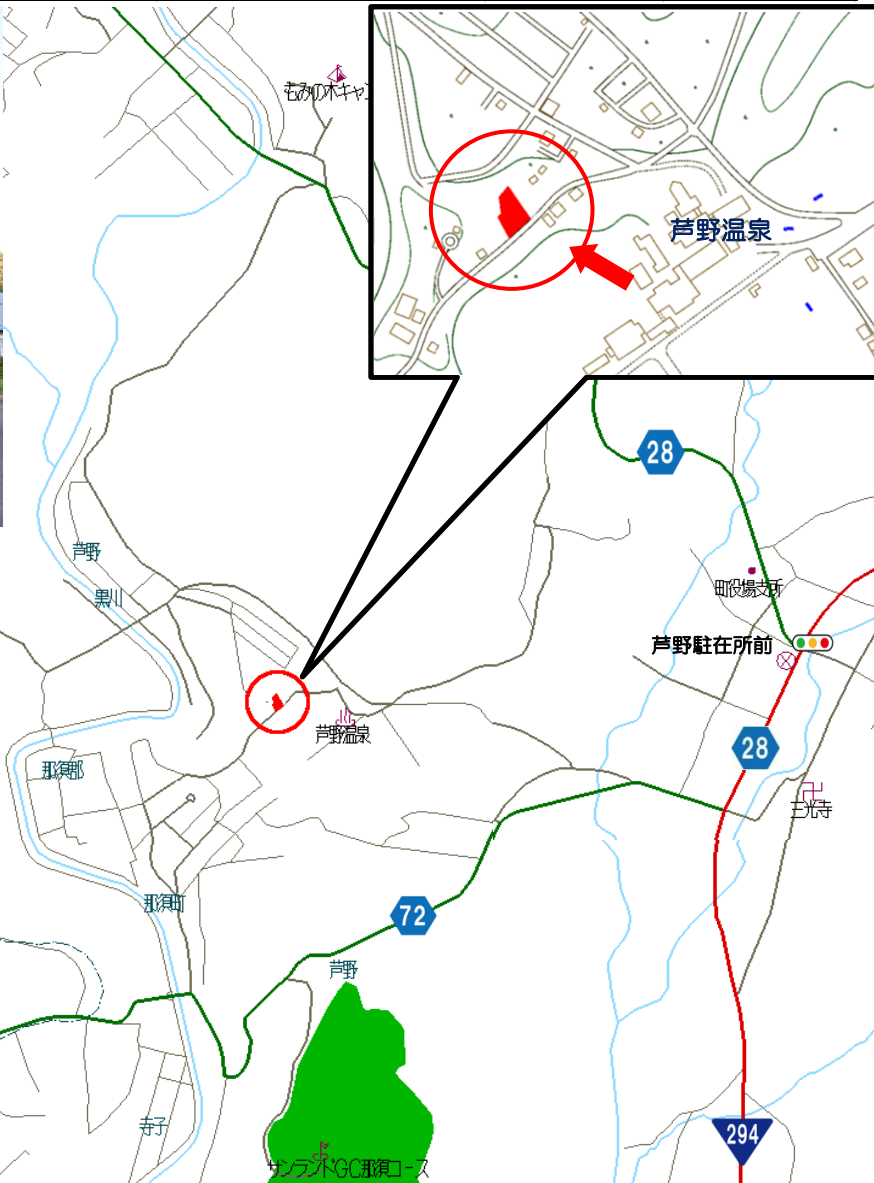 もみの木キャン
芦野温泉
28
芦野
黒川
町役場支所
芦野駐在所前
芦野温泉
28
那須郡
三光寺
那須町
72
芦野
294
寺子
サンランドGC那須コース